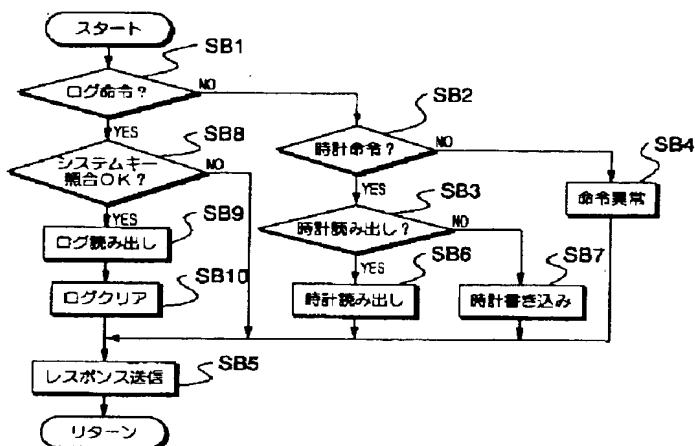 スタート
SB1
ログ命令?
NO
YES
SB2
時計命令?
NO
YES
SB4
命令異常
SB8
システムキー
照合OK?
NO
YES
SB3
時計読み出し?
NO
YES
SB9
ログ読み出し
SB6
時計読み出し
SB7
時計書き込み
SB10
ログクリア
SB5
レスポンス送信
リターン